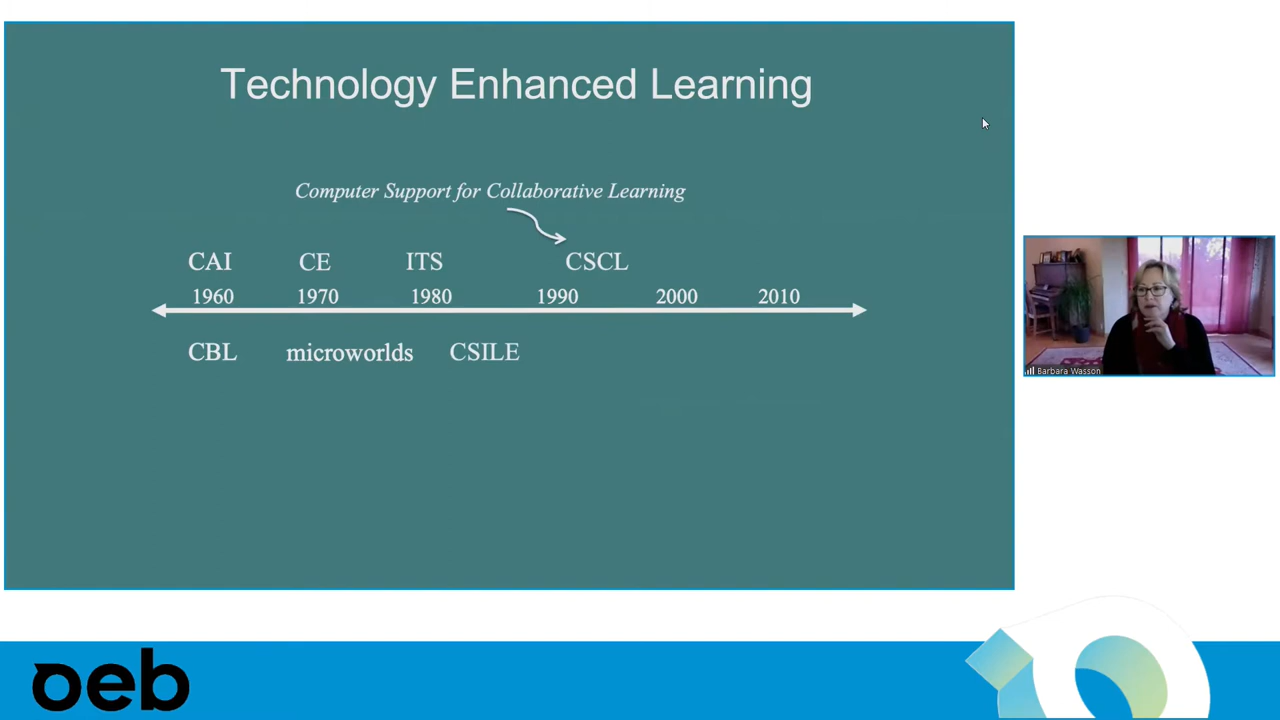 Technology Enhanced Learning
Computer Support for Collaborative Learning
CAI CE ITS CSCL
1960 1970 1980 1990 2000 2010
CBL microworlds CSILE
Barbara Wasson
oeb